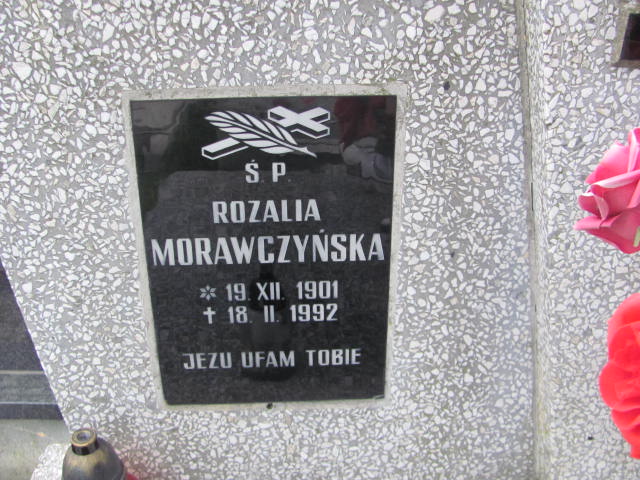 Ś. P.
ROZALIA
MORAWCZYŃSKA
* 19. XII. 1901
† 18. II. 1992
JEZU UFAM TOBIE